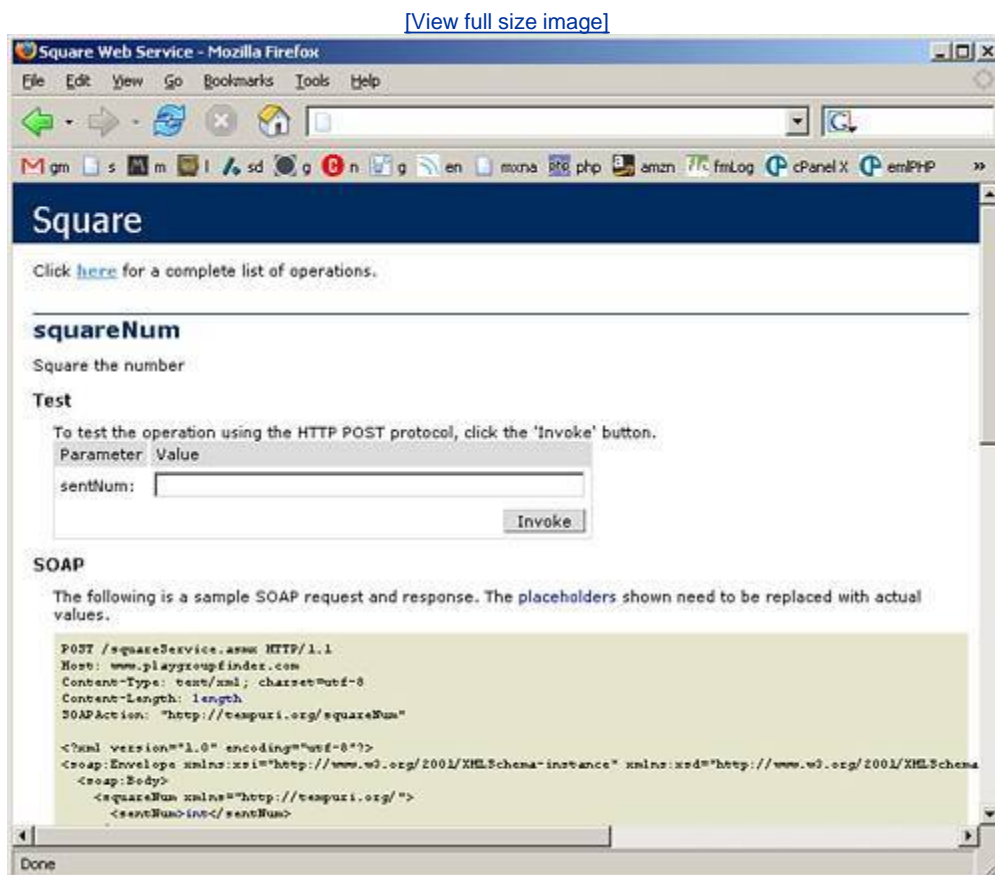 [View full size image]
Square Web Service - Mozilla Firefox
File Edit View Go Bookmarks Tools Help
G
gm s m l sd g n g en mxna php amzn fmLog cPanel X emlPHP »
Square
Click here for a complete list of operations.
squareNum
Square the number
Test
To test the operation using the HTTP POST protocol, click the 'Invoke' button.
Parameter Value
sentNum:
Invoke
SOAP
The following is a sample SOAP request and response. The placeholders shown need to be replaced with actual
values.
POST /squareService.asmx HTTP/1.1
Host: www.playgroupfinder.com
Content-Type: text/xml; charset=utf-8
Content-Length: length
SOAPAction: "http://tempuri.org/squareNum"
<?xml version="1.0" encoding="utf-8"?>
<soap:Envelope xmlns:xsi="http://www.w3.org/2001/XMLSchema-instance" xmlns:xsd="http://www.w3.org/2001/XMLSchema
<soap:Body>
<squareNum xmlns="http://tempuri.org/">
<sentNum>int</sentNum>
Done